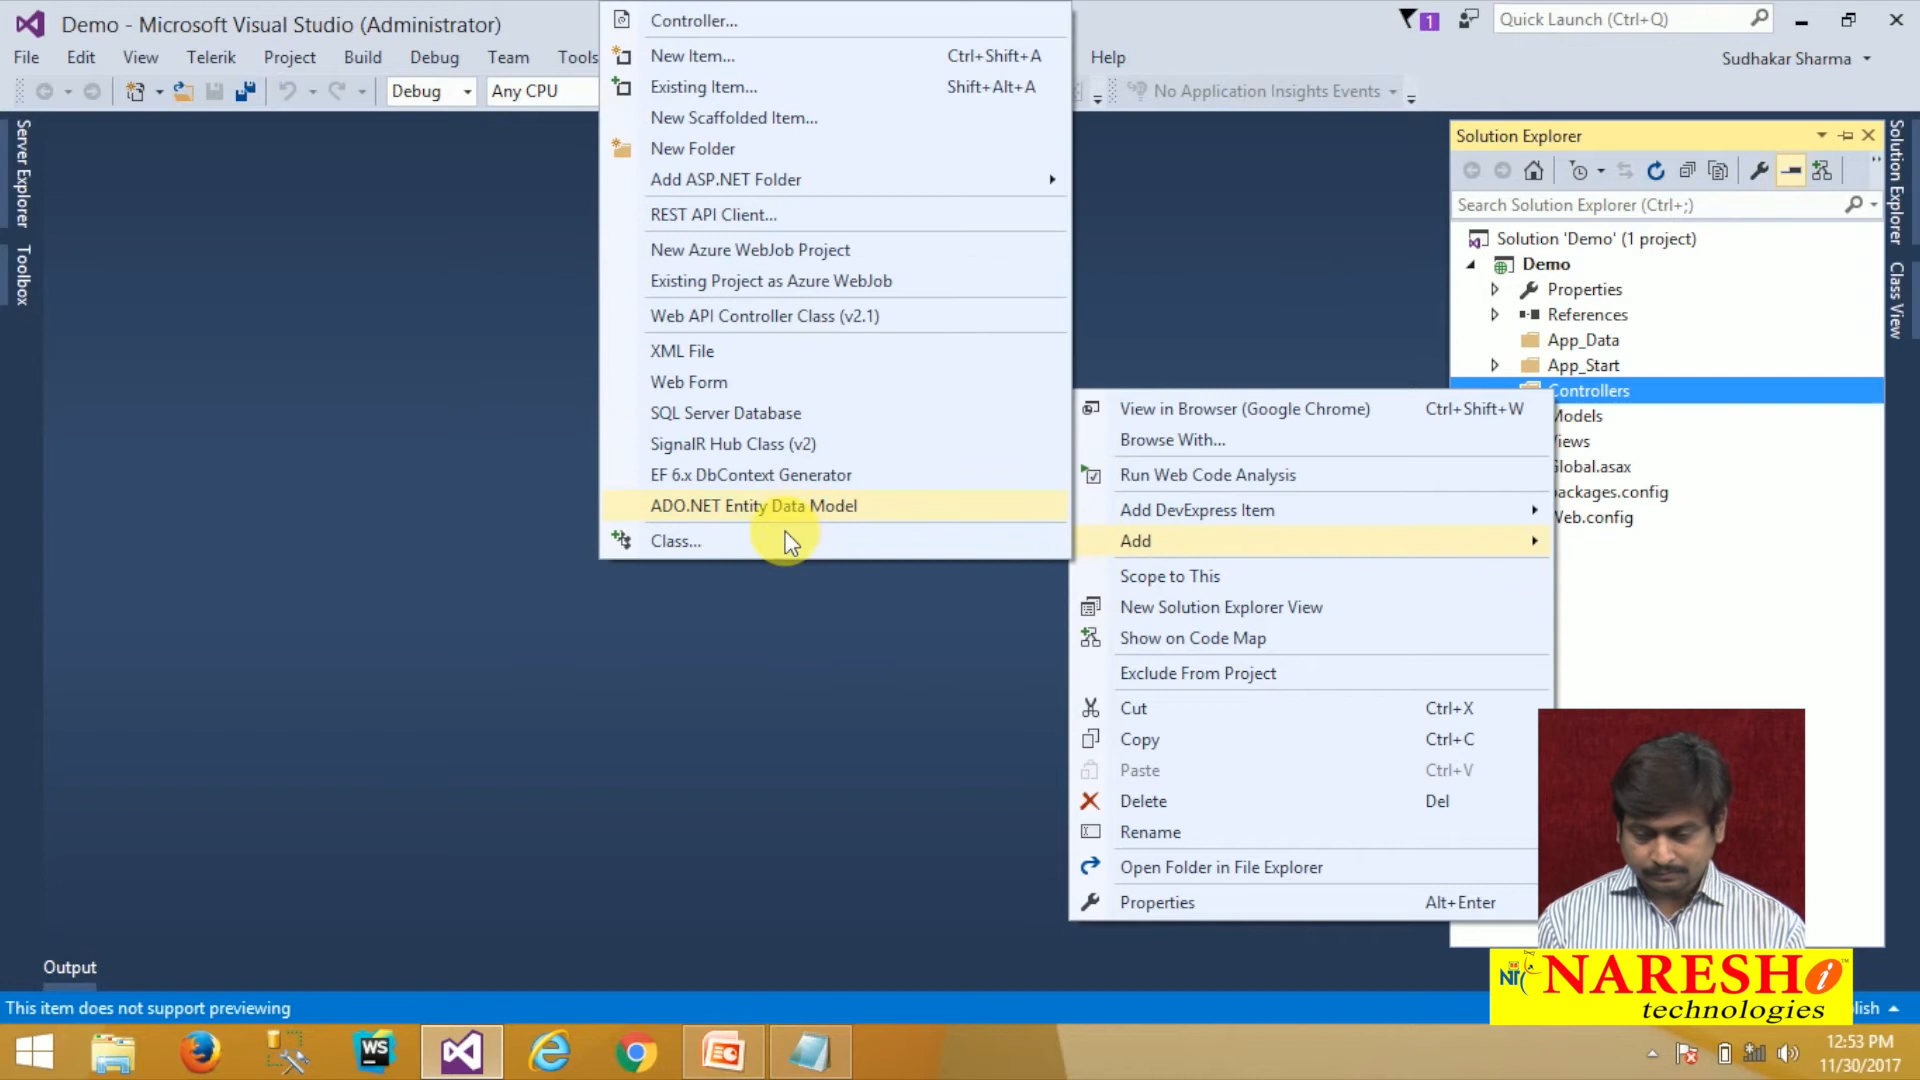 Demo - Microsoft Visual Studio (Administrator)
1
Quick Launch (Ctrl+Q)
File Edit View Telerik Project Build Debug Team Tools Help
Sudhakar Sharma
Debug Any CPU No Application Insights Events
Server Explorer
Toolbox
Controller...
New Item... Ctrl+Shift+A
Existing Item... Shift+Alt+A
New Scaffolded Item...
New Folder
Add ASP.NET Folder
REST API Client...
New Azure WebJob Project
Existing Project as Azure WebJob
Web API Controller Class (v2.1)
XML File
Web Form
SQL Server Database
SignalR Hub Class (v2)
EF 6.x DbContext Generator
ADO.NET Entity Data Model
Class...
View in Browser (Google Chrome) Ctrl+Shift+W
Browse With...
Run Web Code Analysis
Add DevExpress Item
Add
Scope to This
New Solution Explorer View
Show on Code Map
Exclude From Project
Cut Ctrl+X
Copy Ctrl+C
Paste Ctrl+V
Delete Del
Rename
Open Folder in File Explorer
Properties Alt+Enter
Solution Explorer
Search Solution Explorer (Ctrl+;)
Solution 'Demo' (1 project)
Demo
Properties
References
App_Data
App_Start
Controllers
Models
iews
lobal.asax
ackages.config
Web.config
Solution Explorer
Class View
Output
This item does not support previewing
NARESH i
technologies
lish
WS
12:53 PM
11/30/2017